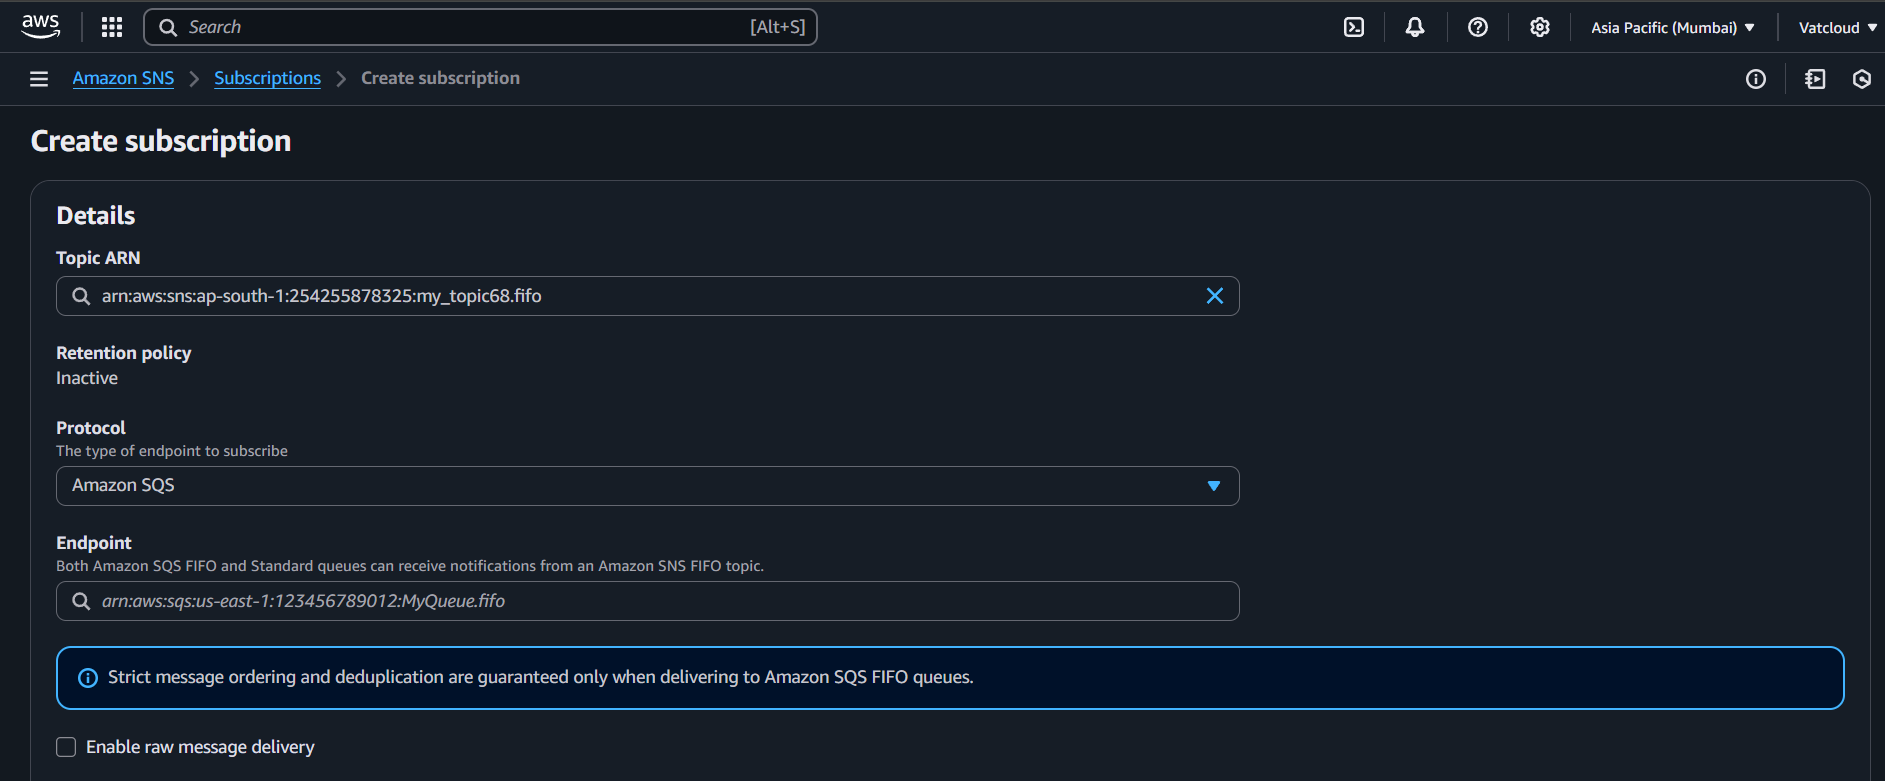 aws
Search [Alt+S]
Asia Pacific (Mumbai)
Vatcloud
Amazon SNS
Subscriptions
Create subscription
Create subscription
Details
Topic ARN
arn:aws:sns:ap-south-1:254255878325:my_topic68.fifo
Retention policy
Inactive
Protocol
The type of endpoint to subscribe
Amazon SQS
Endpoint
Both Amazon SQS FIFO and Standard queues can receive notifications from an Amazon SNS FIFO topic.
arn:aws:sqs:us-east-1:123456789012:MyQueue.fifo
Strict message ordering and deduplication are guaranteed only when delivering to Amazon SQS FIFO queues.
Enable raw message delivery